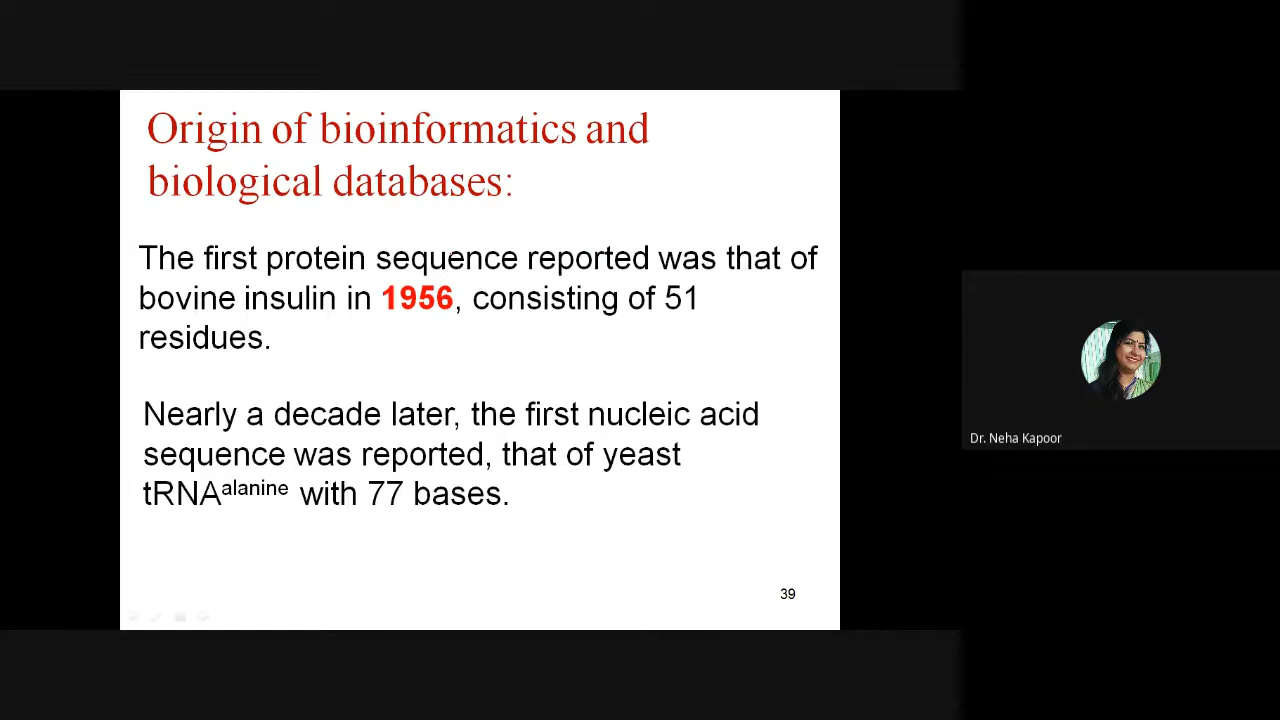 Origin of bioinformatics and
biological databases:
The first protein sequence reported was that of
bovine insulin in 1956, consisting of 51
residues.
Nearly a decade later, the first nucleic acid
sequence was reported, that of yeast
tRNAalanine with 77 bases.
39
Dr. Neha Kapoor